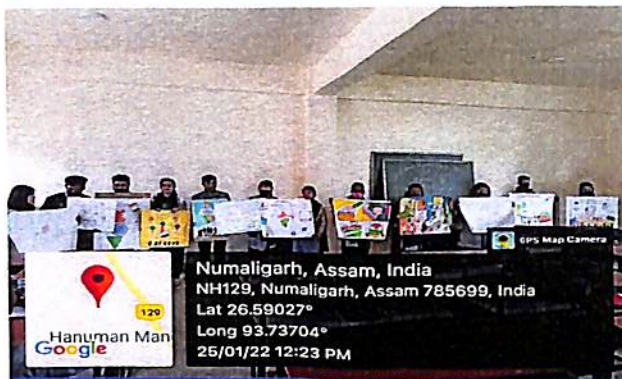 GPS Map Camera
Numaligarh, Assam, India
NH129, Numaligarh, Assam 785699, India
Lat 26.59027°
Long 93.73704°
25/01/22 12:23 PM
129
Hanuman Man
Google